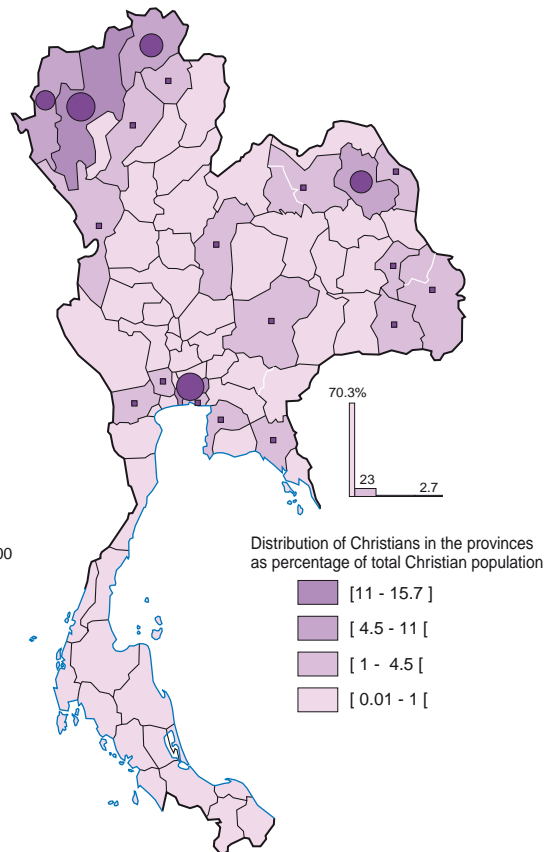 70.3%
23
2.7
00
Distribution of Christians in the provinces
as percentage of total Christian population
[11 - 15.7 ]
[ 4.5 - 11 [
[ 1 - 4.5 [
[ 0.01 - 1 [